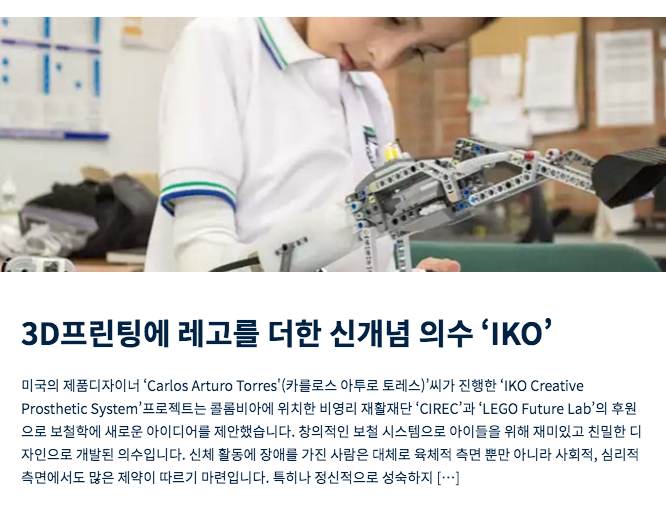 3D프린팅에 레고를 더한 신개념 의수 ‘IKO’
미국의 제품디자이너 ‘Carlos Arturo Torres'(카를로스 아투로 토레스)’씨가 진행한 ‘IKO Creative
Prosthetic System’프로젝트는 콜롬비아에 위치한 비영리 재활재단 ‘CIREC’과 ‘LEGO Future Lab’의 후원
으로 보철학에 새로운 아이디어를 제안했습니다. 창의적인 보철 시스템으로 아이들을 위해 재미있고 친밀한 디
자인으로 개발된 의수입니다. 신체 활동에 장애를 가진 사람은 대체로 육체적 측면 뿐만 아니라 사회적, 심리적
측면에서도 많은 제약이 따르기 마련입니다. 특히나 정신적으로 성숙하지 […]